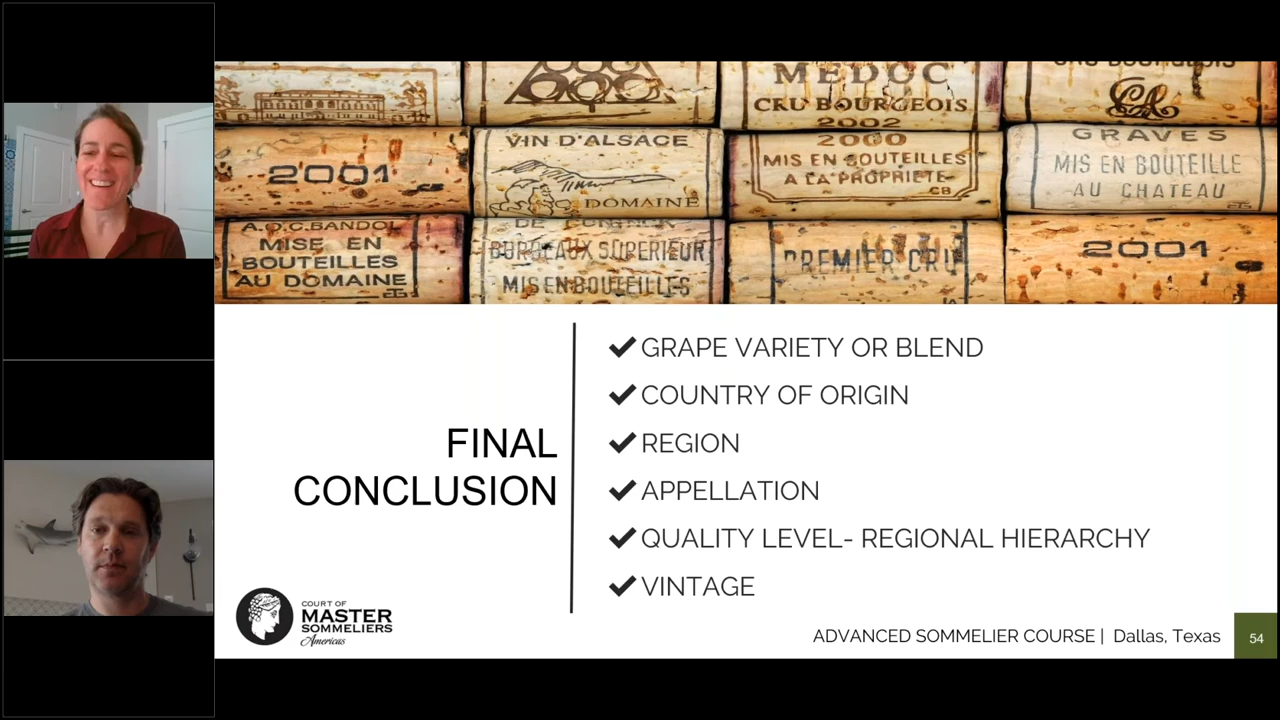 MEDOC
CRU BOURGEOIS
2002
CRU BOURGEOIS
2001
VIN D'ALSACE
DOMAINE
2000
MIS EN BOUTEILLES
A LA PROPRIETE
CB
GRAVES
MIS EN BOUTEILLE
AU CHATEAU
A.O.C.BANDOL
MISE EN
BOUTEILLES
AU DOMAINE
BORDEAUX SUPERIEUR
MIS EN BOUTEILLES
PREMIER CRU
2001
FINAL
CONCLUSION
GRAPE VARIETY OR BLEND
COUNTRY OF ORIGIN
REGION
APPELLATION
QUALITY LEVEL- REGIONAL HIERARCHY
VINTAGE
COURT OF
MASTER
SOMMELIERS
Americas
ADVANCED SOMMELIER COURSE | Dallas, Texas
54